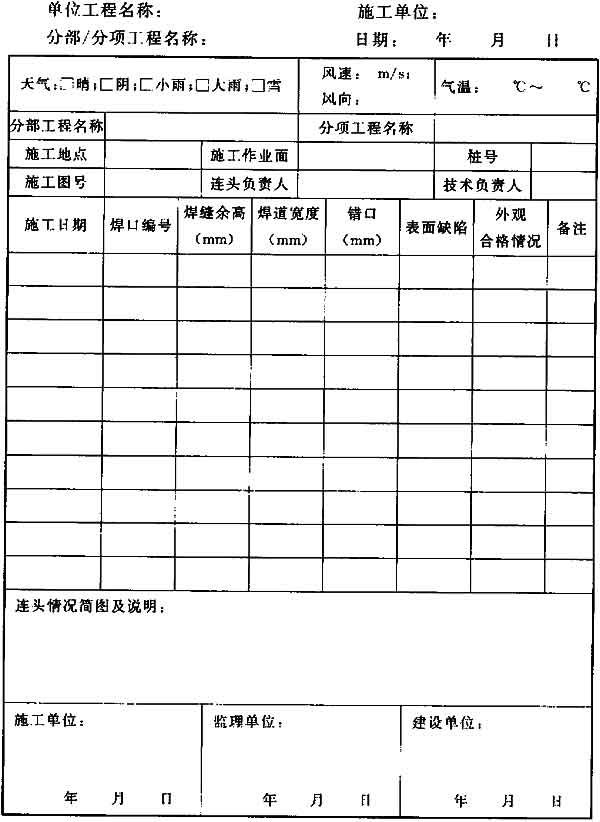 单位工程名称： 施工单位：
分部/分项工程名称： 日期： 年 月 日
天气：□晴；□阴；□小雨；□大雨；□雪 风速： m/s； 风向： 气温： ℃～ ℃
分部工程名称 分项工程名称
施工地点 施工作业面 桩号
施工图号 连头负责人 技术负责人
施工日期 焊口编号 焊缝余高（mm） 焊道宽度（mm） 错口（mm） 表面缺陷 外观合格情况 备注
连头情况简图及说明：
施工单位： 监理单位： 建设单位：
年 月 日 年 月 日 年 月 日